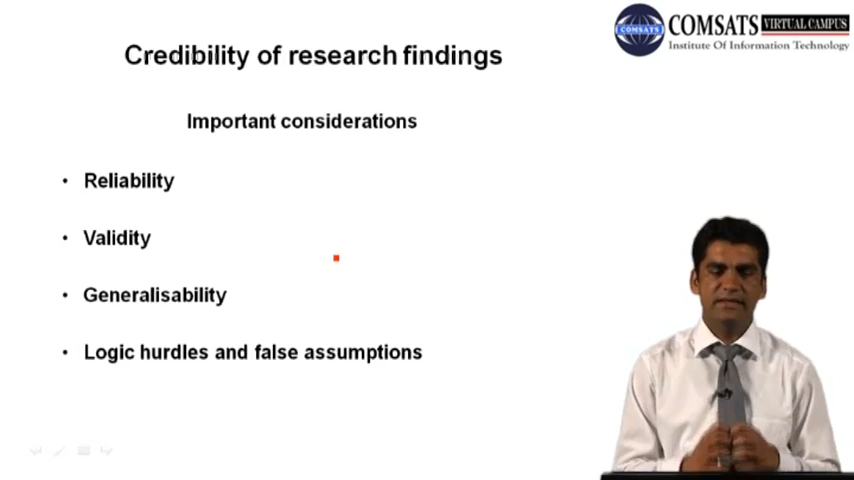 COMSATS VIRTUAL CAMPUS
Institute Of Information Technology
COMSATS
Credibility of research findings
Important considerations
• Reliability
• Validity
• Generalisability
• Logic hurdles and false assumptions